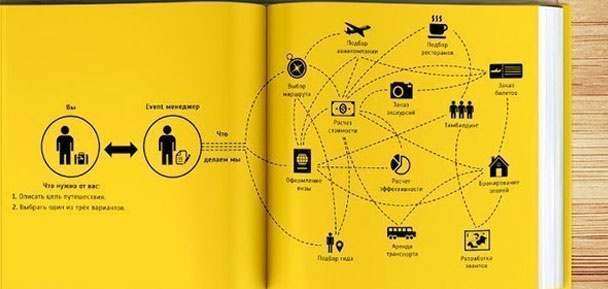 Вы
Event менеджер
Что нужно от вас:
1. Описать цель путешествия.
2. Выбрать один из трёх вариантов.
Что
делаем мы
Подбор
авиакомпании
Подбор
ресторанов
Выбор
маршрута
Заказ
экскурсий
Заказ
билетов
Расчет
стоимости
Тимбилдинг
Оформление
визы
Расчет
эффективности
Бронирование
отелей
Подбор гида
Аренда
транспорта
Разработка
ивентов